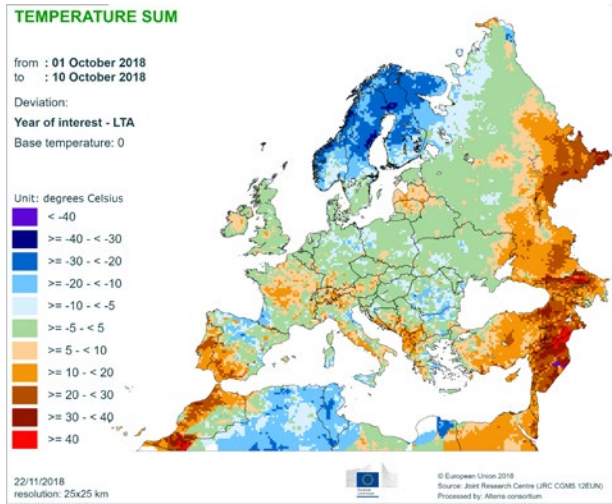 TEMPERATURE SUM
from : 01 October 2018
to : 10 October 2018
Deviation:
Year of interest - LTA
Base temperature: 0
Unit: degrees Celsius
< -40
>= -40 - < -30
>= -30 - < -20
>= -20 - < -10
>= -10 - < -5
>= -5 - < 5
>= 5 - < 10
>= 10 - < 20
>= 20 - < 30
>= 30 - < 40
>= 40
22/11/2018
resolution: 25x25 km
© European Union 2018
Source: Joint Research Centre (JRC CGMS 12EUN)
Processed by: Alterra consortium